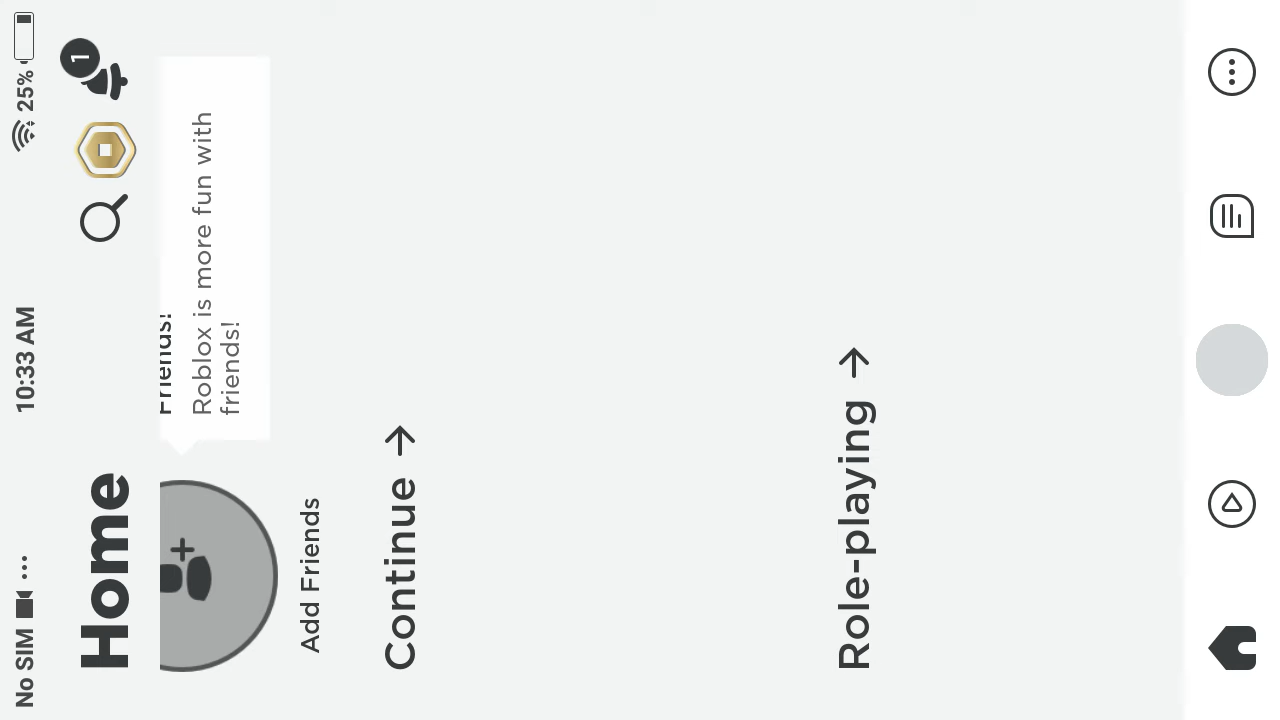 No SIM
10:33 AM
25%
Home
1
Friends!
Roblox is more fun with
friends!
Add Friends
Continue →
Role-playing →